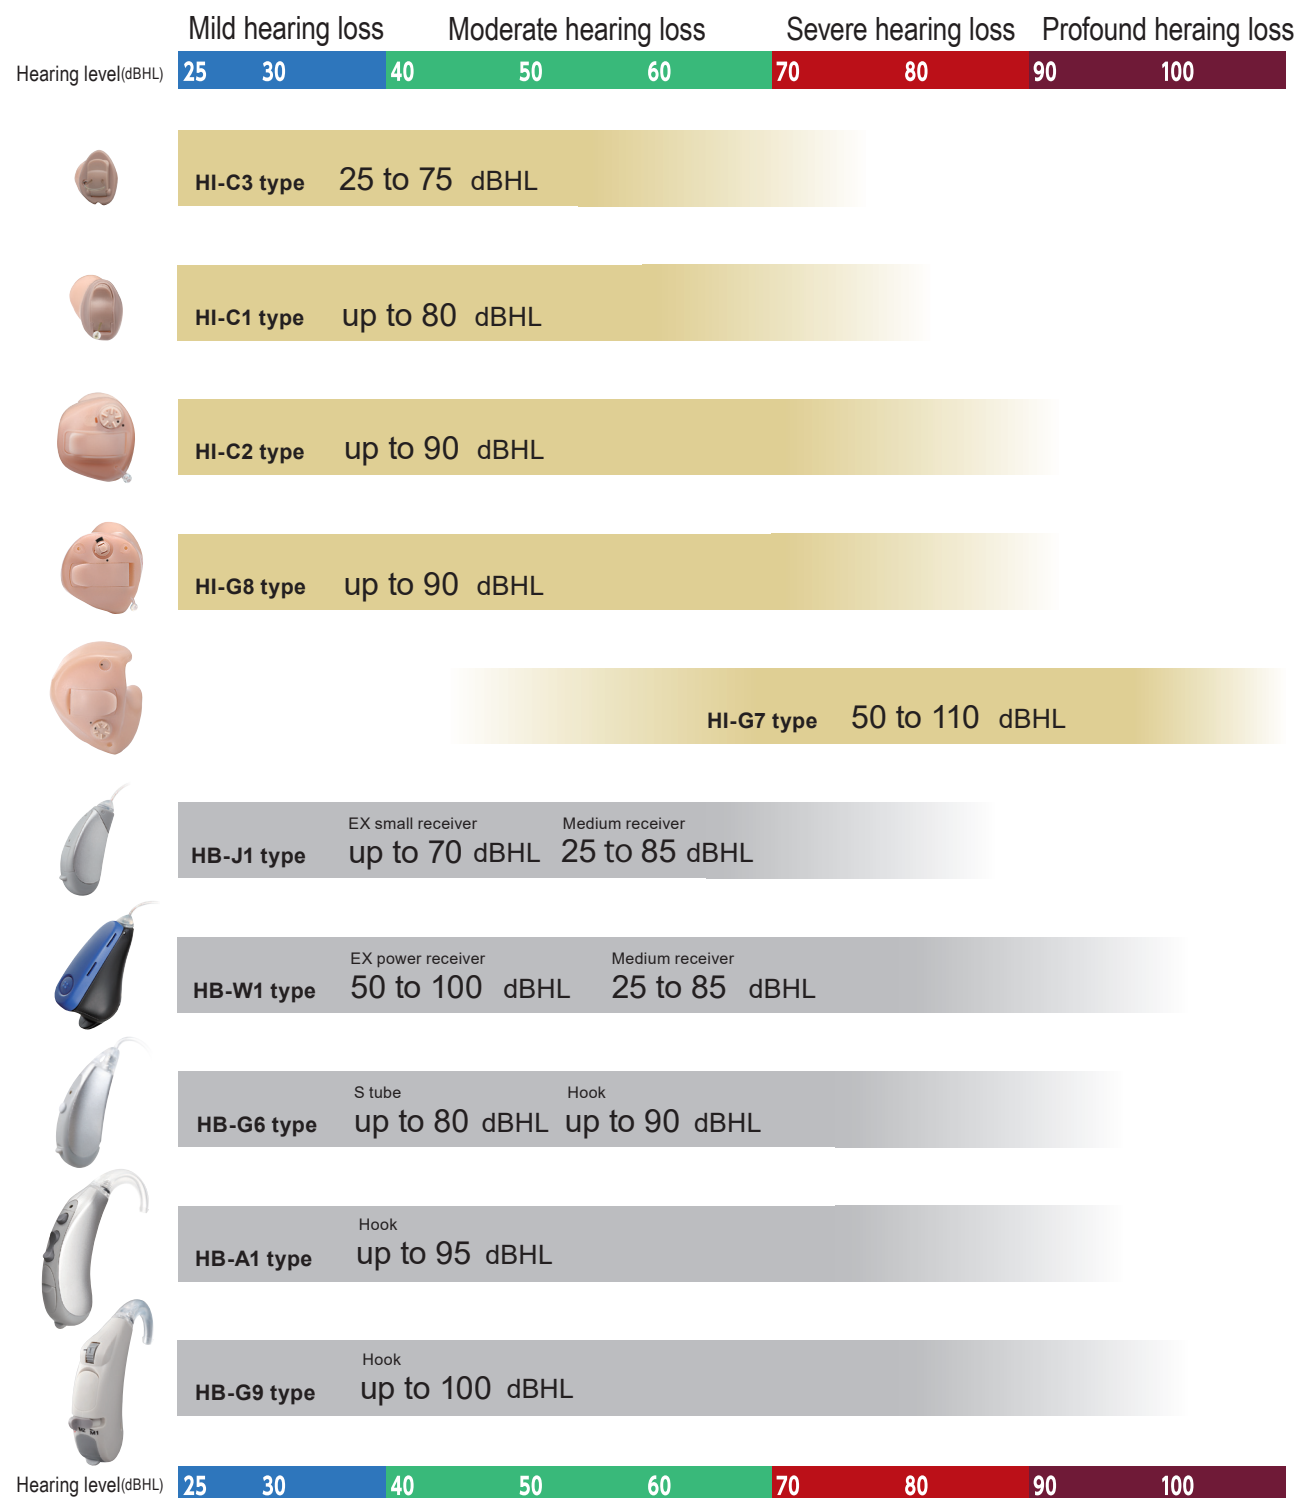 Mild hearing loss Moderate hearing loss Severe hearing loss Profound heraing loss
Hearing level(dBHL) 25 30 40 50 60 70 80 90 100
HI-C3 type 25 to 75 dBHL
HI-C1 type up to 80 dBHL
HI-C2 type up to 90 dBHL
HI-G8 type up to 90 dBHL
HI-G7 type 50 to 110 dBHL
EX small receiver Medium receiver
HB-J1 type up to 70 dBHL 25 to 85 dBHL
EX power receiver Medium receiver
HB-W1 type 50 to 100 dBHL 25 to 85 dBHL
S tube Hook
HB-G6 type up to 80 dBHL up to 90 dBHL
Hook
HB-A1 type up to 95 dBHL
Hook
HB-G9 type up to 100 dBHL
Hearing level(dBHL) 25 30 40 50 60 70 80 90 100